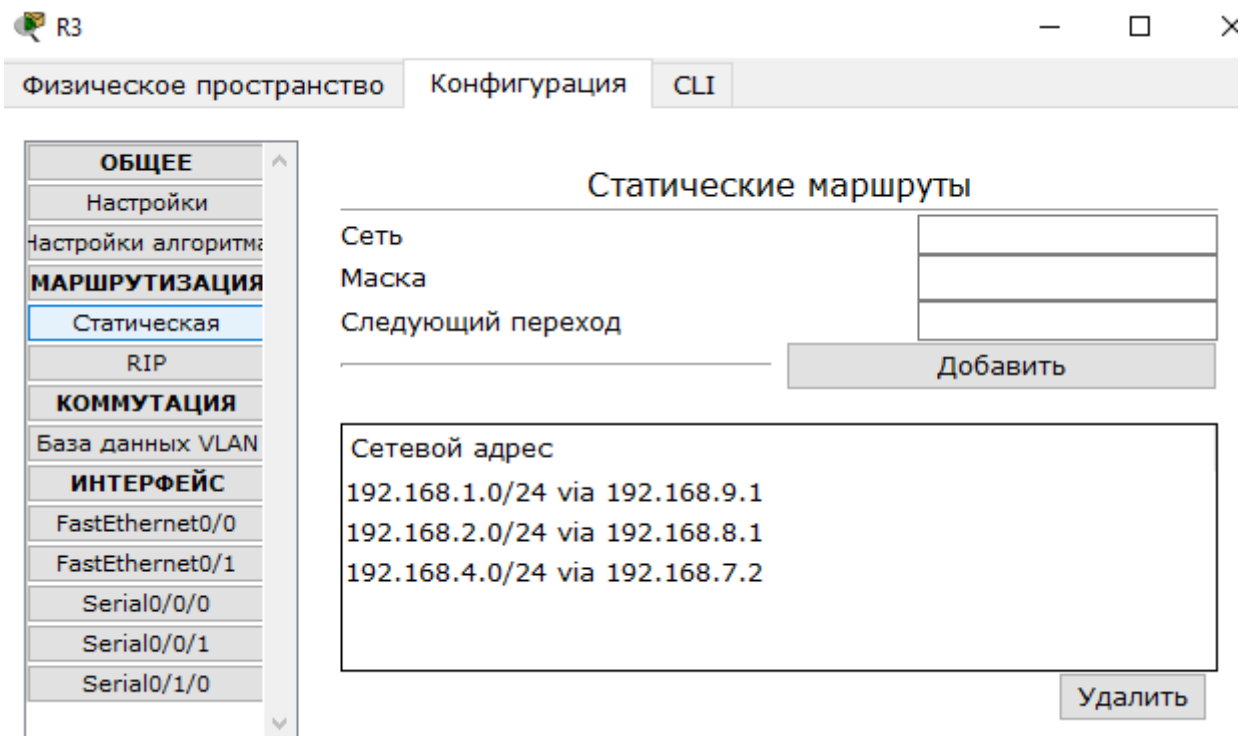 R3
Физическое пространство
Конфигурация
CLI
ОБЩЕЕ
Настройки
Настройки алгоритма
МАРШРУТИЗАЦИЯ
Статическая
RIP
КОММУТАЦИЯ
База данных VLAN
ИНТЕРФЕЙС
FastEthernet0/0
FastEthernet0/1
Serial0/0/0
Serial0/0/1
Serial0/1/0
Статические маршруты
Сеть
Маска
Следующий переход
Добавить
Сетевой адрес
192.168.1.0/24 via 192.168.9.1
192.168.2.0/24 via 192.168.8.1
192.168.4.0/24 via 192.168.7.2
Удалить